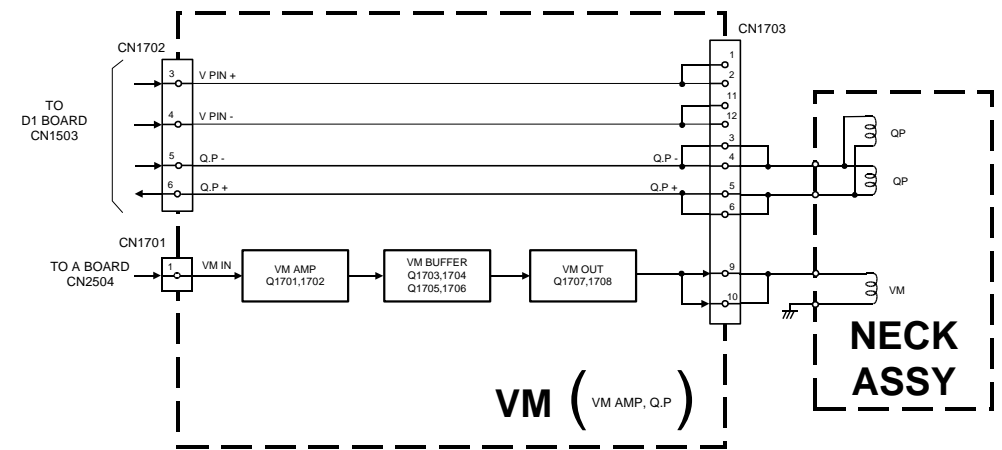 CN1702
CN1703
TO
D1 BOARD
CN1503
3 V PIN +
4 V PIN -
5 Q.P -
6 Q.P +
Q.P -
Q.P +
1
2
11
12
3
4
5
6
9
10
CN1701
TO A BOARD
CN2504
1
VM IN
VM AMP
Q1701,1702
VM BUFFER
Q1703,1704
Q1705,1706
VM OUT
Q1707,1708
QP
QP
VM
NECK
ASSY
VM ( VM AMP, Q.P )